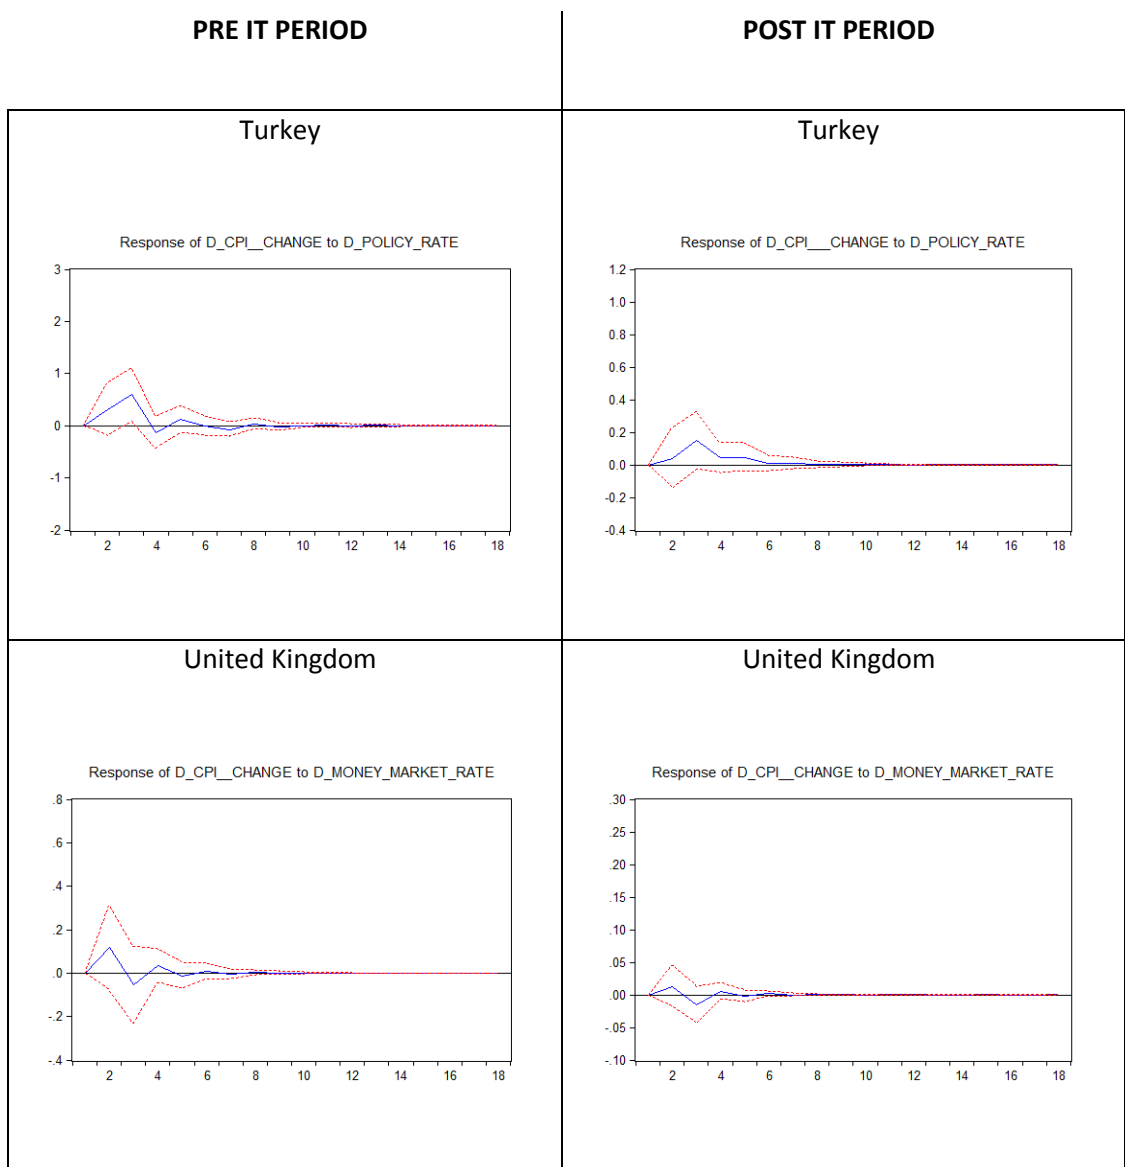 PRE IT PERIOD
POST IT PERIOD
Turkey
Response of D_CPI__CHANGE to D_POLICY_RATE
3
2
1
0
-1
-2
2 4 6 8 10 12 14 16 18
Turkey
Response of D_CPI___CHANGE to D_POLICY_RATE
1.2
1.0
0.8
0.6
0.4
0.2
0.0
-0.2
-0.4
2 4 6 8 10 12 14 16 18
United Kingdom
Response of D_CPI__CHANGE to D_MONEY_MARKET_RATE
.8
.6
.4
.2
.0
-.2
-.4
2 4 6 8 10 12 14 16 18
United Kingdom
Response of D_CPI__CHANGE to D_MONEY_MARKET_RATE
.30
.25
.20
.15
.10
.05
.00
-.05
-.10
2 4 6 8 10 12 14 16 18